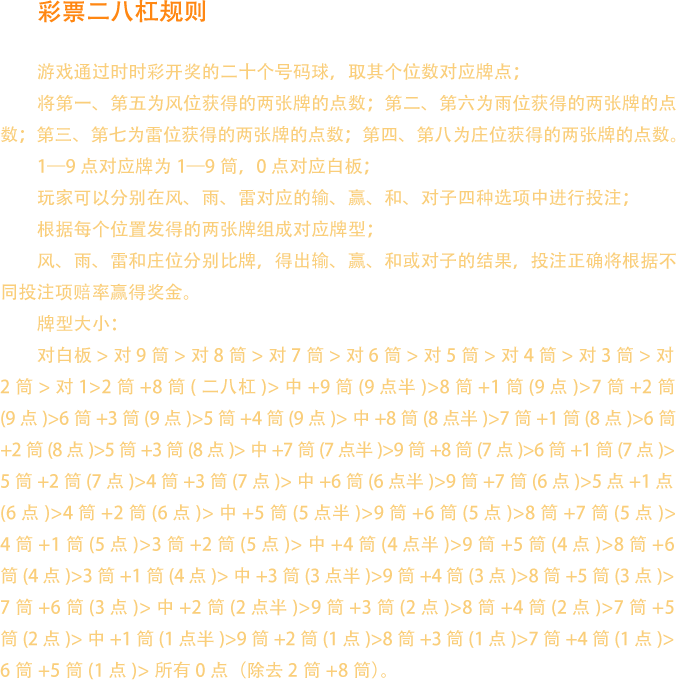 彩票二八杠规则
游戏通过时时彩开奖的二十个号码球，取其个位数对应牌点；
将第一、第五为风位获得的两张牌的点数；第二、第六为雨位获得的两张牌的点
数；第三、第七为雷位获得的两张牌的点数；第四、第八为庄位获得的两张牌的点数。
1—9 点对应牌为 1—9 筒，0 点对应白板；
玩家可以分别在风、雨、雷对应的输、赢、和、对子四种选项中进行投注；
根据每个位置发得的两张牌组成对应牌型；
风、雨、雷和庄位分别比牌，得出输、赢、和或对子的结果，投注正确将根据不
同投注项赔率赢得奖金。
牌型大小：
对白板 > 对 9 筒 > 对 8 筒 > 对 7 筒 > 对 6 筒 > 对 5 筒 > 对 4 筒 > 对 3 筒 > 对
2 筒 > 对 1>2 筒 +8 筒 ( 二八杠 )> 中 +9 筒 (9 点半 )>8 筒 +1 筒 (9 点 )>7 筒 +2 筒
(9 点 )>6 筒 +3 筒 (9 点 )>5 筒 +4 筒 (9 点 )> 中 +8 筒 (8 点半 )>7 筒 +1 筒 (8 点 )>6 筒
+2 筒 (8 点 )>5 筒 +3 筒 (8 点 )> 中 +7 筒 (7 点半 )>9 筒 +8 筒 (7 点 )>6 筒 +1 筒 (7 点 )>
5 筒 +2 筒 (7 点 )>4 筒 +3 筒 (7 点 )> 中 +6 筒 (6 点半 )>9 筒 +7 筒 (6 点 )>5 点 +1 点
(6 点 )>4 筒 +2 筒 (6 点 )> 中 +5 筒 (5 点半 )>9 筒 +6 筒 (5 点 )>8 筒 +7 筒 (5 点 )>
4 筒 +1 筒 (5 点 )>3 筒 +2 筒 (5 点 )> 中 +4 筒 (4 点半 )>9 筒 +5 筒 (4 点 )>8 筒 +6
筒 (4 点 )>3 筒 +1 筒 (4 点 )> 中 +3 筒 (3 点半 )>9 筒 +4 筒 (3 点 )>8 筒 +5 筒 (3 点 )>
7 筒 +6 筒 (3 点 )> 中 +2 筒 (2 点半 )>9 筒 +3 筒 (2 点 )>8 筒 +4 筒 (2 点 )>7 筒 +5
筒 (2 点 )> 中 +1 筒 (1 点半 )>9 筒 +2 筒 (1 点 )>8 筒 +3 筒 (1 点 )>7 筒 +4 筒 (1 点 )>
6 筒 +5 筒 (1 点 )> 所有 0 点（除去 2 筒 +8 筒）。